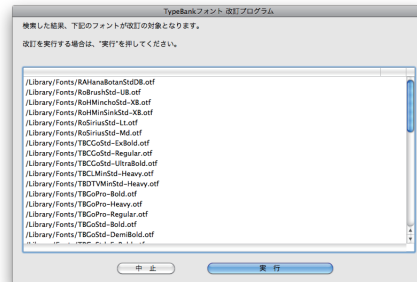 TypeBankフォント 改訂プログラム
検索した結果、下記のフォントが改訂の対象となります。
改訂を実行する場合は、"実行"を押してください。
/Library/Fonts/RAHanaBotanStdDB.otf
/Library/Fonts/RoBrushStd-UB.otf
/Library/Fonts/RoHMinchoStd-XB.otf
/Library/Fonts/RoHMinSinkStd-XB.otf
/Library/Fonts/RoSiriusStd-Lt.otf
/Library/Fonts/RoSiriusStd-Md.otf
/Library/Fonts/TBCGoStd-ExBold.otf
/Library/Fonts/TBCGoStd-Regular.otf
/Library/Fonts/TBCGoStd-UltraBold.otf
/Library/Fonts/TBCLMinStd-Heavy.otf
/Library/Fonts/TBDTVMinStd-Heavy.otf
/Library/Fonts/TBGoPro-Bold.otf
/Library/Fonts/TBGoPro-Heavy.otf
/Library/Fonts/TBGoPro-Regular.otf
/Library/Fonts/TBGoStd-Bold.otf
/Library/Fonts/TBGoStd-DemiBold.otf
中 止
実 行